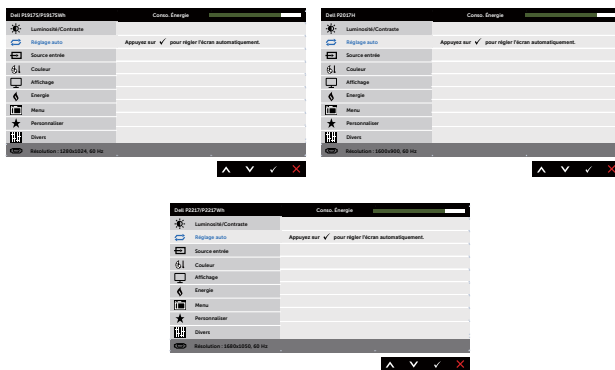 Dell P1917S/P1917SWh Conso. Énergie
Luminosité/Contraste
Réglage auto Appuyez sur ✓ pour régler l'écran automatiquement.
Source entrée
Couleur
Affichage
Energie
Menu
Personnaliser
Divers
Résolution : 1280x1024, 60 Hz
Dell P2017H Conso. Énergie
Luminosité/Contraste
Réglage auto Appuyez sur ✓ pour régler l'écran automatiquement.
Source entrée
Couleur
Affichage
Energie
Menu
Personnaliser
Divers
Résolution : 1600x900, 60 Hz
Dell P2217/P2217Wh Conso. Énergie
Luminosité/Contraste
Réglage auto Appuyez sur ✓ pour régler l'écran automatiquement.
Source entrée
Couleur
Affichage
Energie
Menu
Personnaliser
Divers
Résolution : 1680x1050, 60 Hz